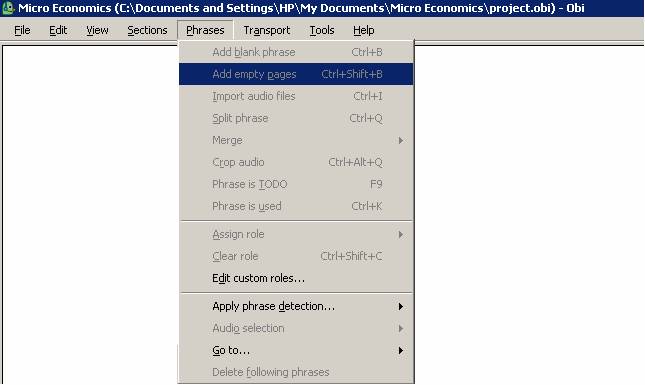 Micro Economics (C:\Documents and Settings\HP\My Documents\Micro Economics\project.obi) - Obi
File Edit View Sections Phrases Transport Tools Help
Add blank phrase Ctrl+B
Add empty pages Ctrl+Shift+B
Import audio files Ctrl+I
Split phrase Ctrl+Q
Merge
Crop audio Ctrl+Alt+Q
Phrase is TODO F9
Phrase is used Ctrl+K
Assign role
Clear role Ctrl+Shift+C
Edit custom roles...
Apply phrase detection...
Audio selection
Go to...
Delete following phrases